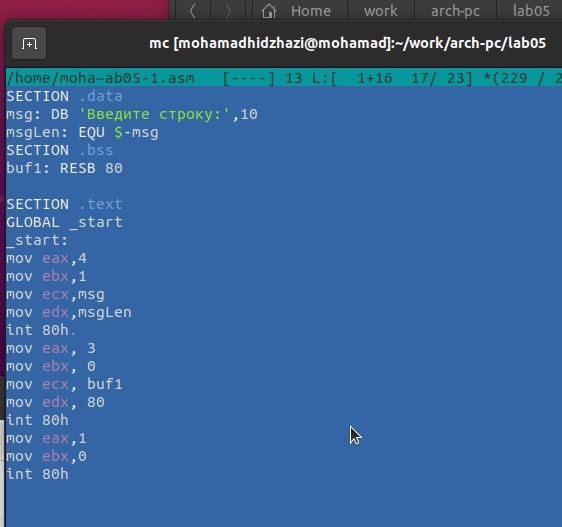 Home work arch-pc lab05
mc [mohamadhidzhazi@mohamad]:~/work/arch-pc/lab05
/home/moha~ab05-1.asm [----] 13 L:[ 1+16 17/ 23] *(229 / 2
SECTION .data
msg: DB 'Введите строку:',10
msgLen: EQU $-msg
SECTION .bss
buf1: RESB 80
SECTION .text
GLOBAL _start
_start:
mov eax,4
mov ebx,1
mov ecx,msg
mov edx,msgLen
int 80h.
mov eax, 3
mov ebx, 0
mov ecx, buf1
mov edx, 80
int 80h
mov eax,1
mov ebx,0
int 80h